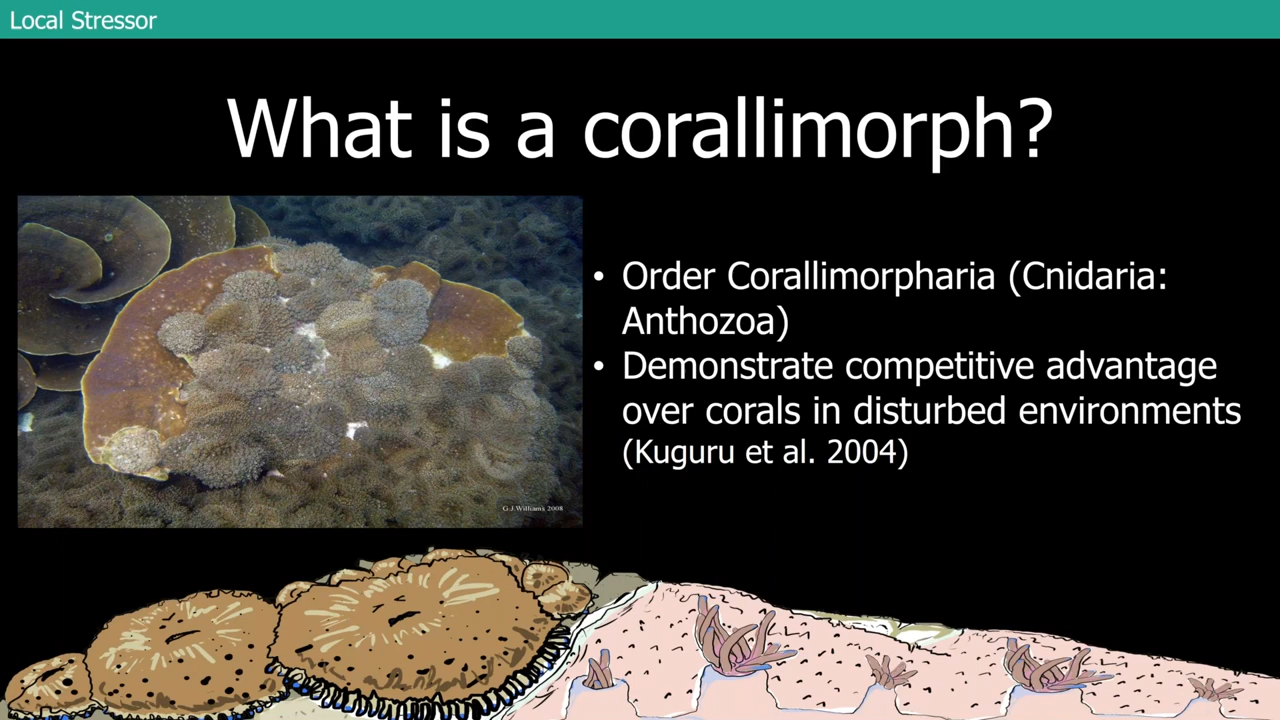 Local Stressor
What is a corallimorph?
• Order Corallimorpharia (Cnidaria:
Anthozoa)
• Demonstrate competitive advantage
over corals in disturbed environments
(Kuguru et al. 2004)
G.J.Williams 2008